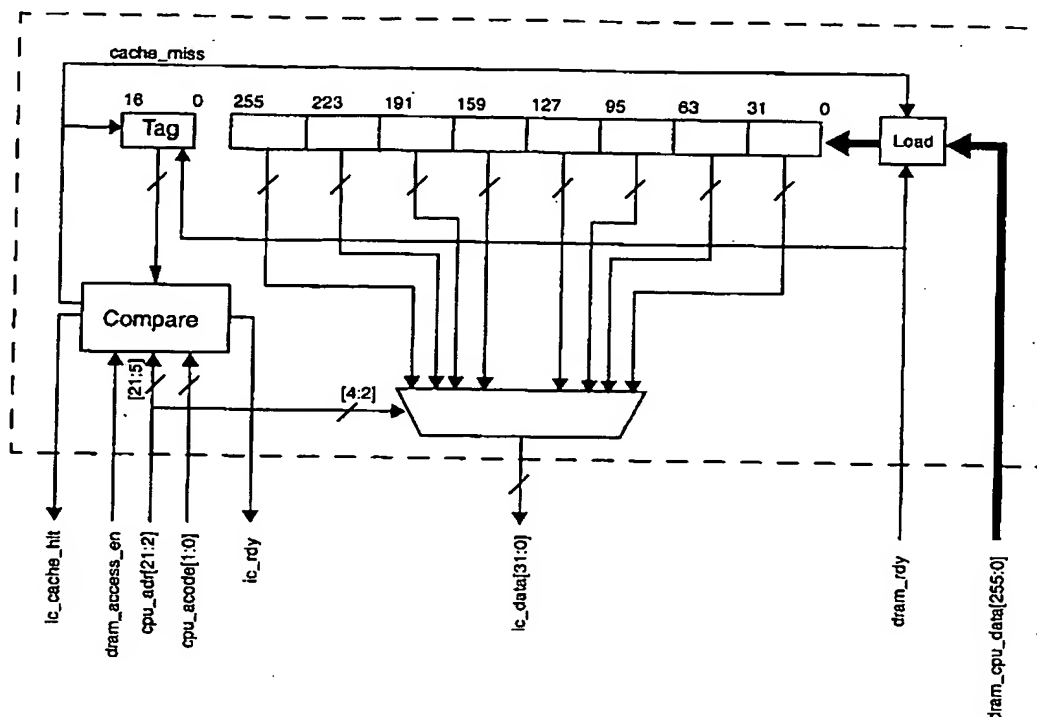 cache_miss
16 0 255 223 191 159 127 95 63 31 0
Tag
Load
Compare
[21:5]
[4:2]
ic_cache_hit
dram_access_en
cpu_adr[21:2]
cpu_acode[1:0]
ic_rdy
ic_data[31:0]
dram_rdy
dram_cpu_data[255:0]